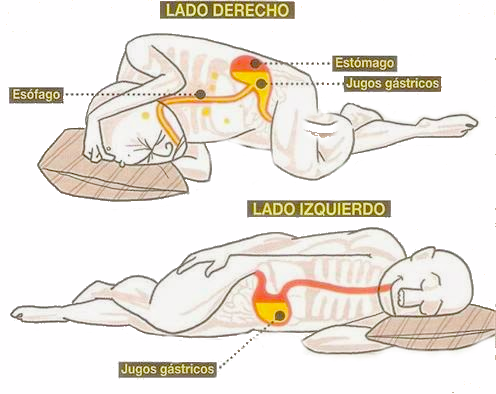 LADO DERECHO
Estómago
Jugos gástricos
Esófago
LADO IZQUIERDO
Jugos gástricos